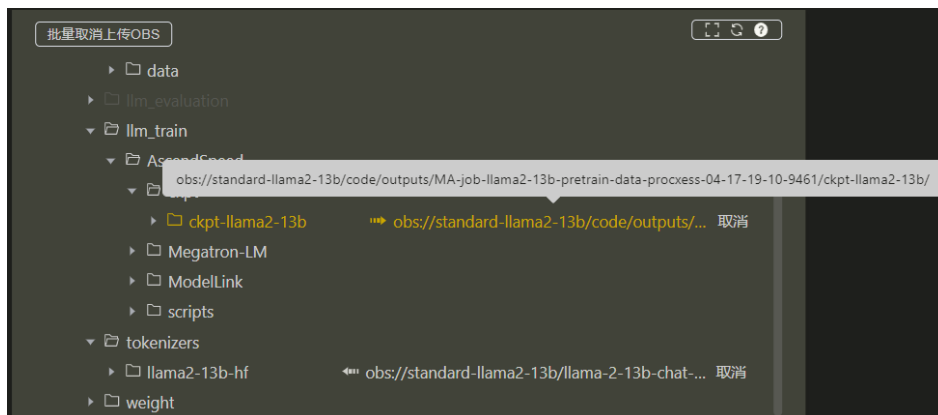 批量取消上传OBS
data
llm_evaluation
llm_train
AscendSpeed
obs://standard-llama2-13b/code/outputs/MA-job-llama2-13b-pretrain-data-procxess-04-17-19-10-9461/ckpt-llama2-13b/
ckpt-llama2-13b obs://standard-llama2-13b/code/outputs/... 取消
Megatron-LM
ModelLink
scripts
tokenizers
llama2-13b-hf obs://standard-llama2-13b/llama-2-13b-chat-... 取消
weight